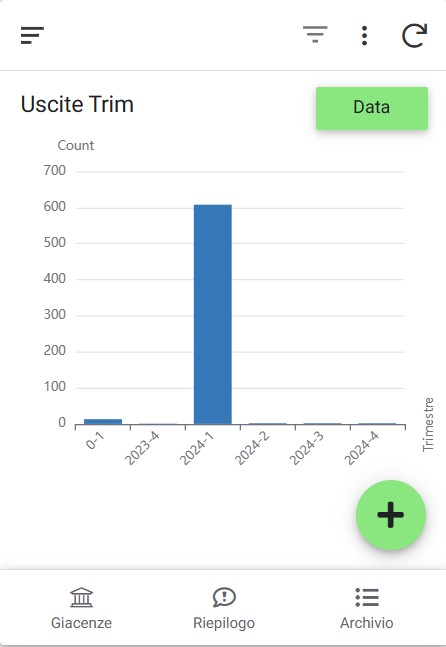 Uscite Trim
Data
Count
700
600
500
400
300
200
100
0
0-1
2023-4
2024-1
2024-2
2024-3
2024-4
Trimestre
Giacenze
Riepilogo
Archivio